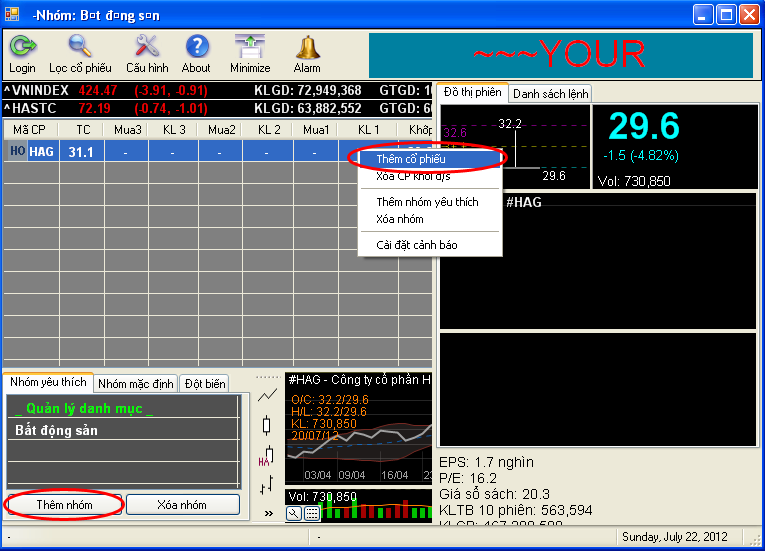 -Nhóm: B¤t đ¤ng s¤n
Login Lọc cổ phiếu Cấu hình About Minimize Alarm
~~~YOUR
^VNINDEX 424.47 (-3.91, -0.91) KLGD: 72,949,368 GTGD: 1
^HASTC 72.19 (-0.74, -1.01) KLGD: 63,882,552 GTGD: 6
Đồ thị phiên Danh sách lệnh
Mã CP TC Mua3 KL 3 Mua2 KL 2 Mua1 KL 1 Khớp
HO HAG 31.1 - - - - - -
Thêm cổ phiếu
Xóa CP khỏi d/s
Thêm nhóm yêu thích
Xóa nhóm
Cài đặt cảnh báo
32.6
32.2
29.6
29.6
-1.5 (-4.82%)
Vol: 730,850
#HAG
Nhóm yêu thích Nhóm mặc định Đột biến
_ Quản lý danh mục _
Bất động sản
Thêm nhóm Xóa nhóm
HA
»
#HAG - Công ty cổ phần H
O/C: 32.2/29.6
H/L: 32.2/29.6
KL: 730,850
20/07/12
03/04 09/04 16/04 23
Vol: 730,850
EPS: 1.7 nghìn
P/E: 16.2
Giá sổ sách: 20.3
KLTB 10 phiên: 563,594
- - Sunday, July 22, 2012